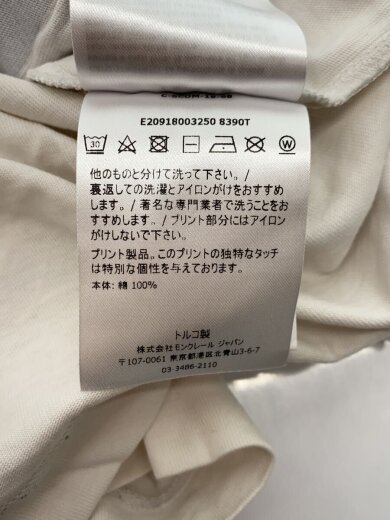 E20918003250 8390T
30
W
他のものと分けて洗って下さい。/
裏返しての洗濯とアイロンがけをおすすめ
します。/ 著名な専門業者で洗うことをお
すすめします。/ プリント部分にはアイロン
がけしないで下さい。
プリント製品。このプリントの独特なタッチ
は特別な個性を与えております。
本体: 綿 100%
トルコ製
株式会社モンクレール ジャパン
〒107-0061 東京都港区北青山3-6-7
03-3486-2110